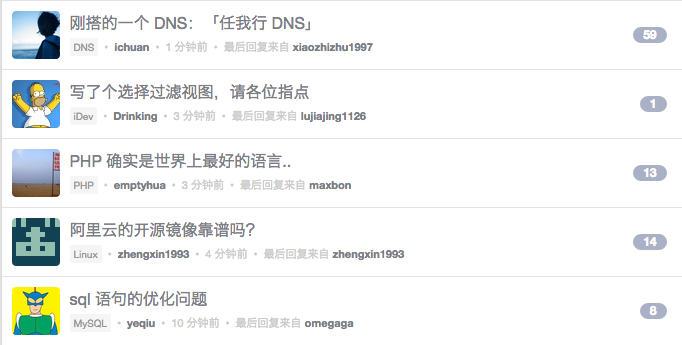 刚搭的一个 DNS：「任我行 DNS」
59
DNS • ichuan • 1 分钟前 • 最后回复来自 xiaozhizhu1997
写了个选择过滤视图，请各位指点
1
iDev • Drinking • 3 分钟前 • 最后回复来自 lujiajing1126
PHP 确实是世界上最好的语言..
13
PHP • emptyhua • 3 分钟前 • 最后回复来自 maxbon
阿里云的开源镜像靠谱吗？
14
Linux • zhengxin1993 • 4 分钟前 • 最后回复来自 zhengxin1993
sql 语句的优化问题
8
MySQL • yeqiu • 10 分钟前 • 最后回复来自 omegaga